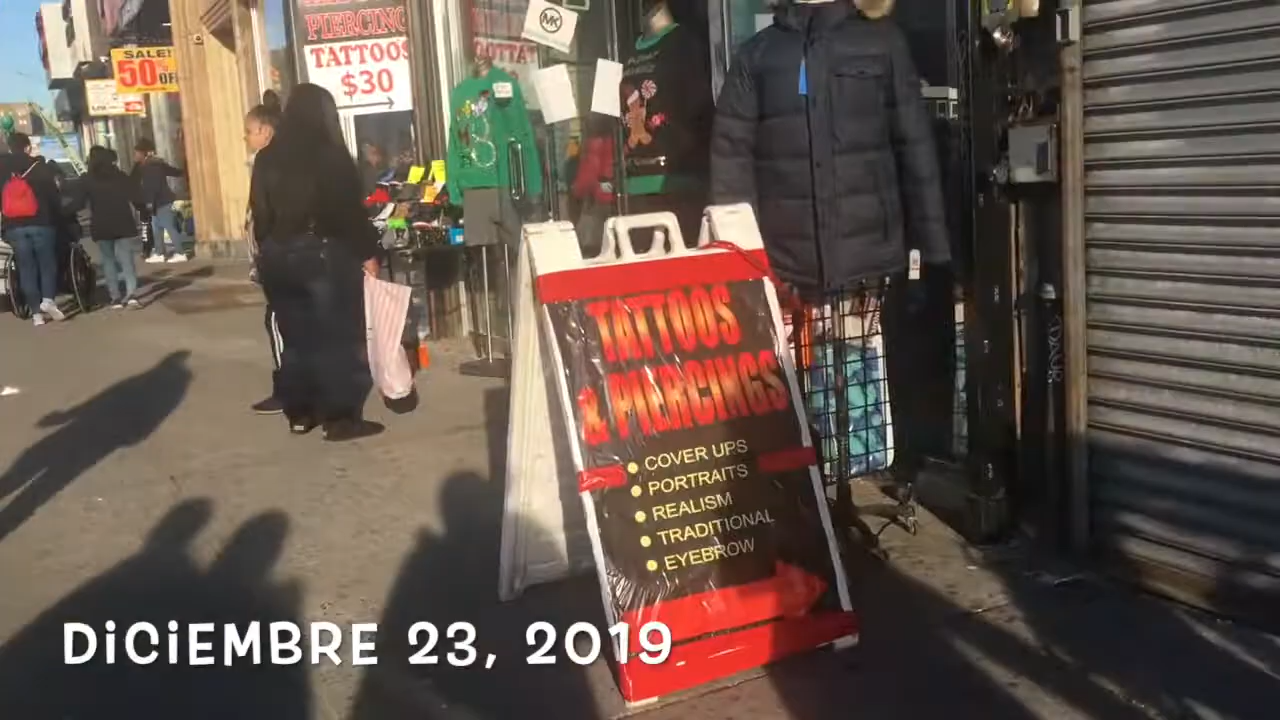 SALE!
50% OFF
PIERCING
TATTOOS
$30
MK
TATTOOS
& PIERCINGS
COVER UPS
PORTRAITS
REALISM
TRADITIONAL
EYEBROW
DiCiEMBRE 23, 2019